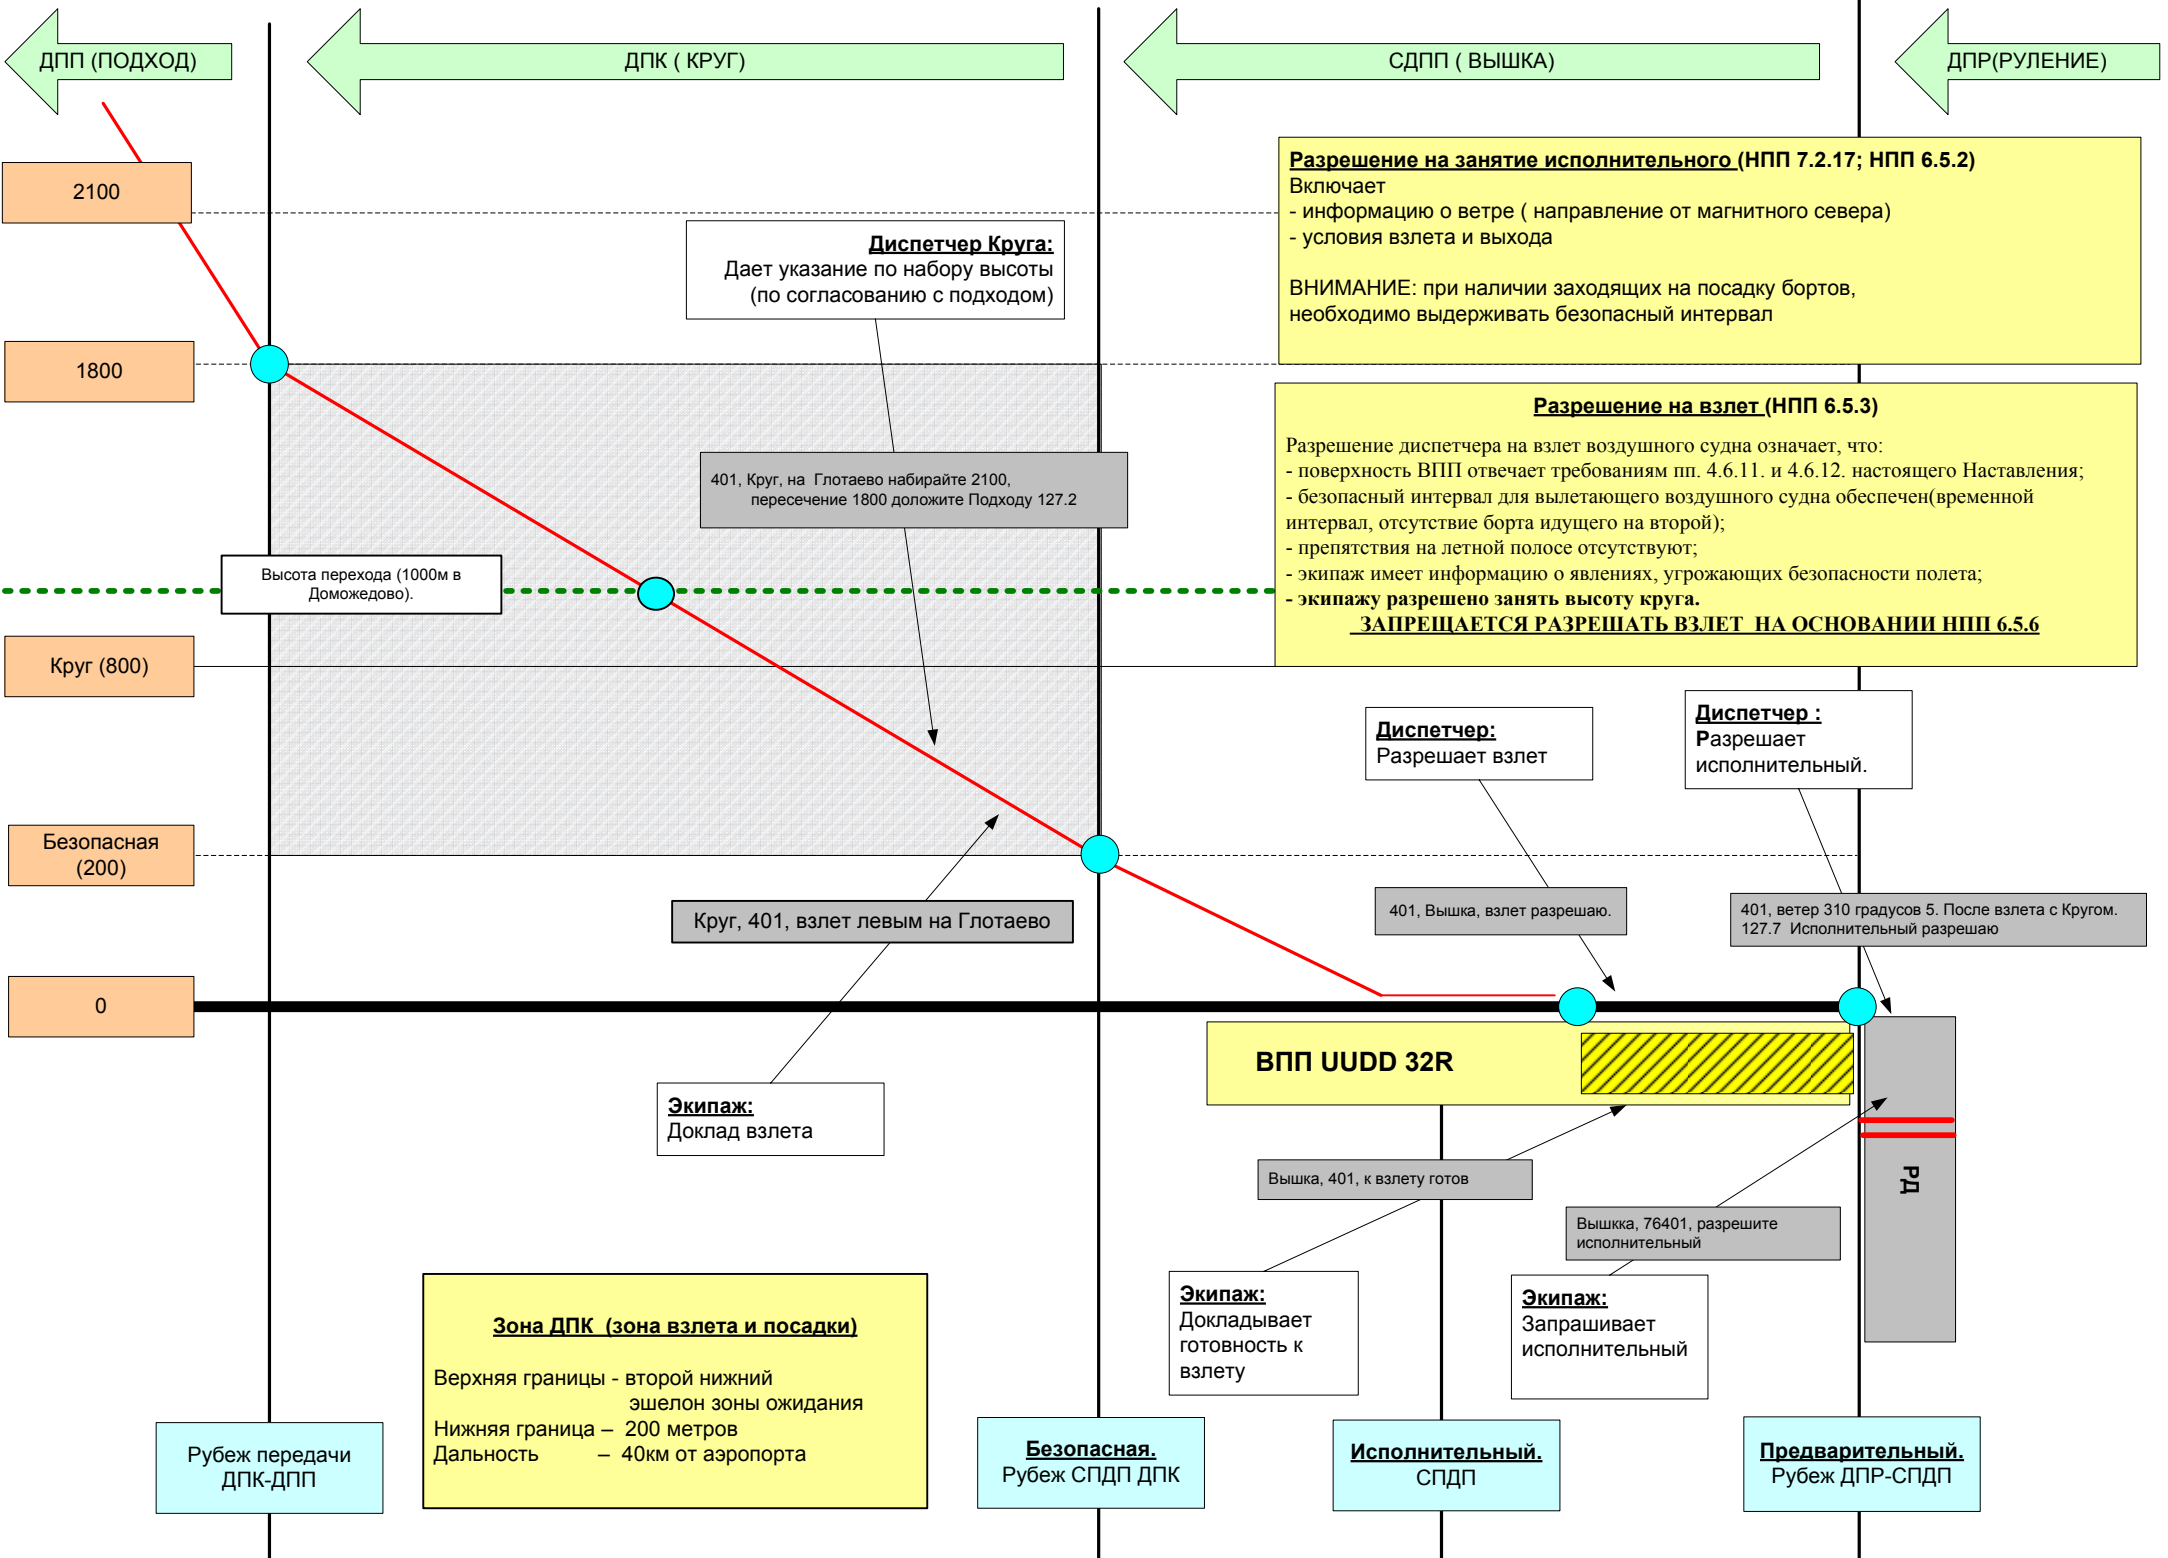 ДПП (ПОДХОД)
ДПК ( КРУГ)
СДПП ( ВЫШКА)
ДПР(РУЛЕНИЕ)
2100
Разрешение на занятие исполнительного (НПП 7.2.17; НПП 6.5.2)
Включает
- информацию о ветре ( направление от магнитного севера)
- условия взлета и выхода
ВНИМАНИЕ: при наличии заходящих на посадку бортов,
необходимо выдерживать безопасный интервал
Диспетчер Круга:
Дает указание по набору высоты
(по согласованию с подходом)
1800
Разрешение на взлет (НПП 6.5.3)
Разрешение диспетчера на взлет воздушного судна означает, что:
- поверхность ВПП отвечает требованиям пп. 4.6.11. и 4.6.12. настоящего Наставления;
- безопасный интервал для вылетающего воздушного судна обеспечен(временной
интервал, отсутствие борта идущего на второй);
- препятствия на летной полосе отсутствуют;
- экипаж имеет информацию о явлениях, угрожающих безопасности полета;
- экипажу разрешено занять высоту круга.
ЗАПРЕЩАЕТСЯ РАЗРЕШАТЬ ВЗЛЕТ НА ОСНОВАНИИ НПП 6.5.6
401, Круг, на Глотаево набирайте 2100,
пересечение 1800 доложите Подходу 127.2
Высота перехода (1000м в
Доможедово).
Круг (800)
Диспетчер:
Разрешает взлет
Диспетчер :
Разрешает
исполнительный.
Безопасная
(200)
Круг, 401, взлет левым на Глотаево
401, Вышка, взлет разрешаю.
401, ветер 310 градусов 5. После взлета с Кругом.
127.7 Исполнительный разрешаю
0
ВПП UUDD 32R
Экипаж:
Доклад взлета
РД
Вышка, 401, к взлету готов
Вышкка, 76401, разрешите
исполнительный
Экипаж:
Докладывает
готовность к
взлету
Экипаж:
Запрашивает
исполнительный
Зона ДПК (зона взлета и посадки)
Верхняя границы - второй нижний
эшелон зоны ожидания
Нижняя граница – 200 метров
Дальность – 40км от аэропорта
Рубеж передачи
ДПК-ДПП
Безопасная.
Рубеж СПДП ДПК
Исполнительный.
СПДП
Предварительный.
Рубеж ДПР-СПДП